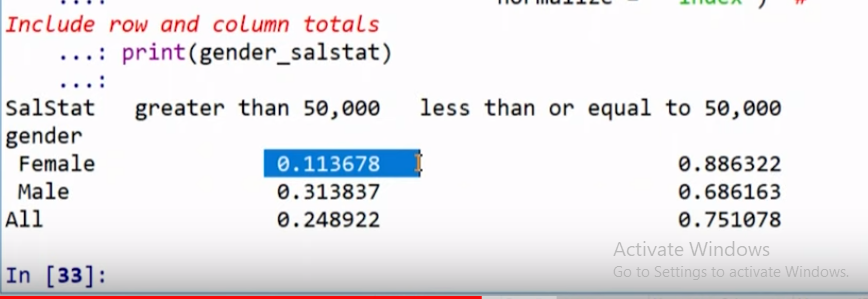 ....: normalize = 'index') #
Include row and column totals
...: print(gender_salstat)
...:
SalStat greater than 50,000 less than or equal to 50,000
gender
Female 0.113678 0.886322
Male 0.313837 0.686163
All 0.248922 0.751078
Activate Windows
In [33]: Go to Settings to activate Windows.